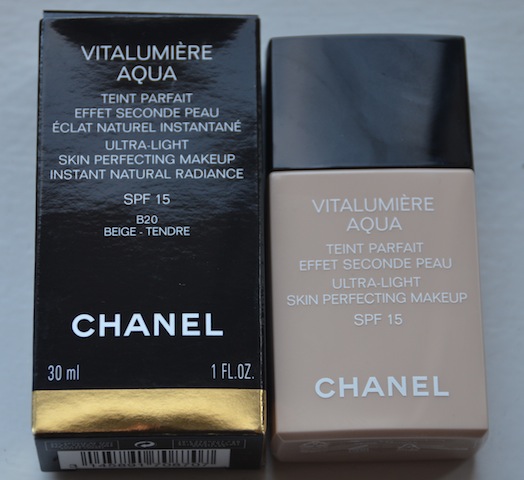 VITALUMIÈRE
AQUA
TEINT PARFAIT
EFFET SECONDE PEAU
ÉCLAT NATUREL INSTANTANÉ
ULTRA-LIGHT
SKIN PERFECTING MAKEUP
INSTANT NATURAL RADIANCE
SPF 15
B20
BEIGE - TENDRE
CHANEL
30 ml 1 FL.OZ.
VITALUMIÈRE
AQUA
TEINT PARFAIT
EFFET SECONDE PEAU
ULTRA-LIGHT
SKIN PERFECTING MAKEUP
SPF 15
CHANEL